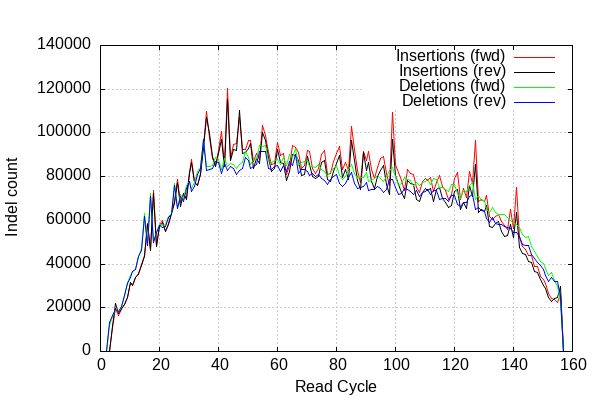 140000
120000
100000
80000
60000
40000
20000
0
Indel count
Insertions (fwd)
Insertions (rev)
Deletions (fwd)
Deletions (rev)
0 20 40 60 80 100 120 140 160
Read Cycle